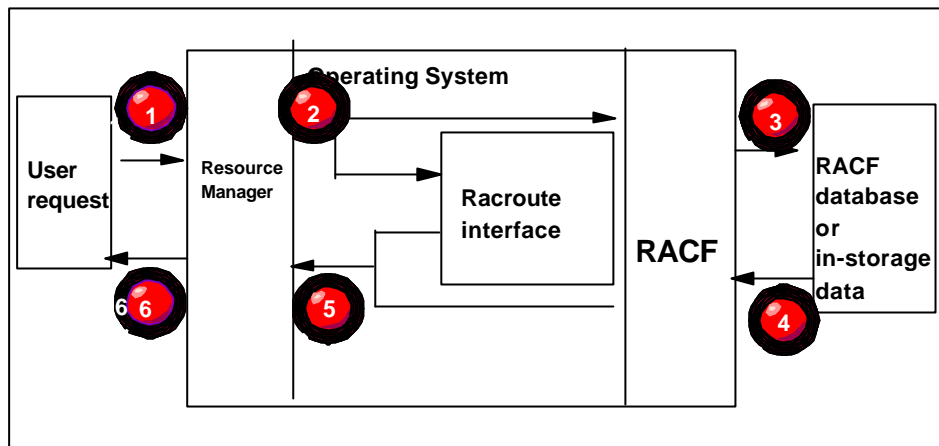 Operating System
1
2
3
User
request
Resource
Manager
Racroute
interface
RACF
RACF
database
or
in-storage
data
6 6
5
4